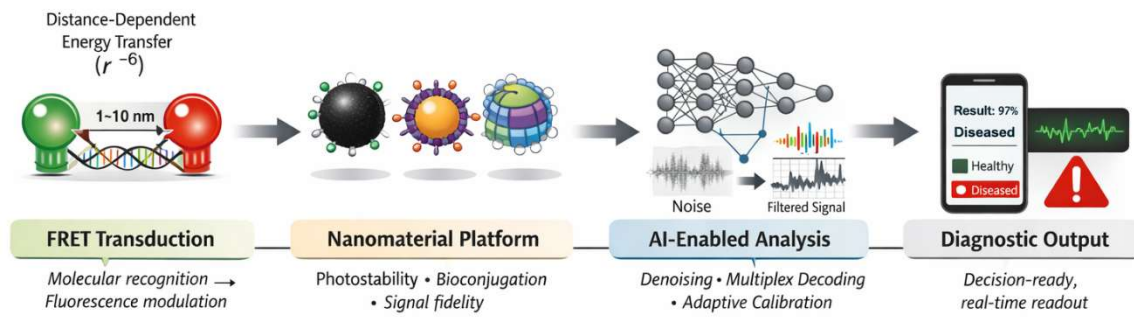 Distance-Dependent
Energy Transfer
(r⁻⁶)
1~10 nm
Noise
Filtered Signal
Result: 97%
Diseased
Healthy
Diseased
FRET Transduction
Molecular recognition →
Fluorescence modulation
Nanomaterial Platform
Photostability • Bioconjugation
• Signal fidelity
AI-Enabled Analysis
Denoising • Multiplex Decoding
• Adaptive Calibration
Diagnostic Output
Decision-ready,
real-time readout